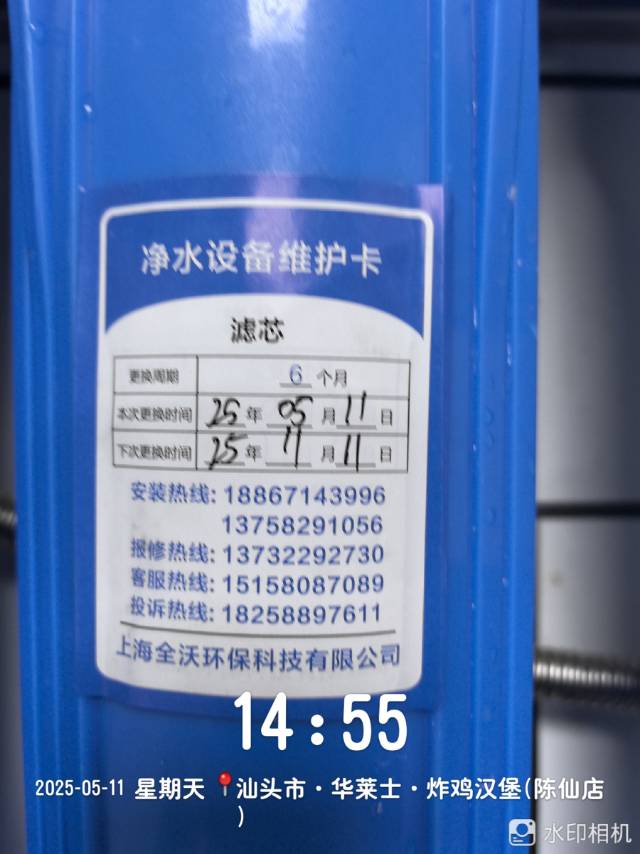 净水设备维护卡
滤芯
更换周期 6 个月
本次更换时间 25 年 05 月 11 日
下次更换时间 25 年 11 月 11 日
安装热线: 18867143996
13758291056
报修热线: 13732292730
客服热线: 15158087089
投诉热线: 18258897611
上海全沃环保科技有限公司
14:55
2025-05-11 星期天 📍汕头市·华莱士·炸鸡汉堡(陈仙店
)
水印相机